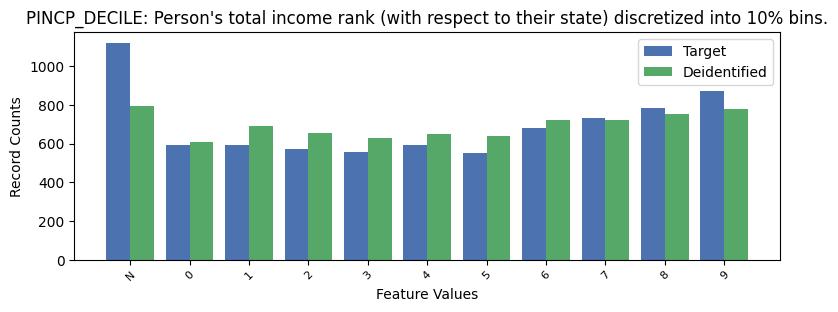 PINCP_DECILE: Person's total income rank (with respect to their state) discretized into 10% bins.
Target
Deidentified
Record Counts
1000
800
600
400
200
0
N 0 1 2 3 4 5 6 7 8 9
Feature Values